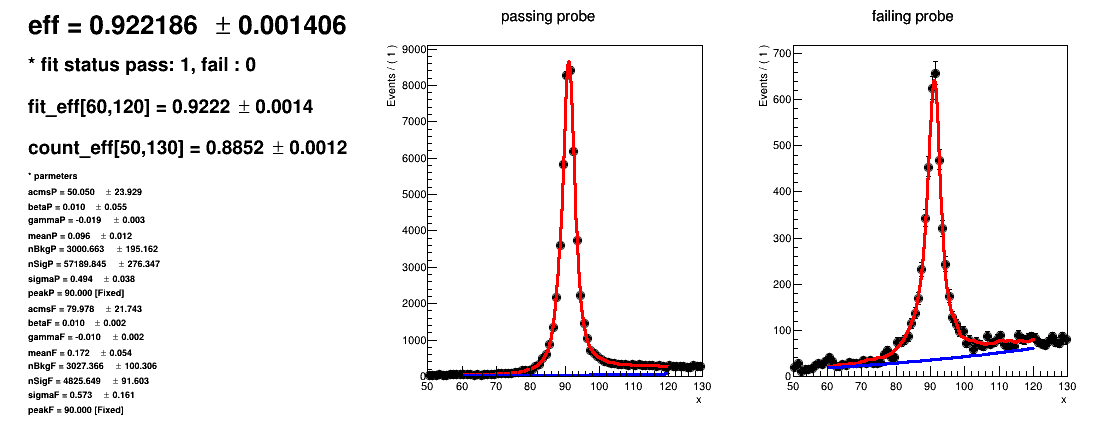 eff = 0.922186 ± 0.001406
* fit status pass: 1, fail : 0
fit_eff[60,120] = 0.9222 ± 0.0014
count_eff[50,130] = 0.8852 ± 0.0012
* parmeters
acmsP = 50.050 ± 23.929
betaP = 0.010 ± 0.055
gammaP = -0.019 ± 0.003
meanP = 0.096 ± 0.012
nBkgP = 3000.663 ± 195.162
nSigP = 57189.845 ± 276.347
sigmaP = 0.494 ± 0.038
peakP = 90.000 [Fixed]
acmsF = 79.978 ± 21.743
betaF = 0.010 ± 0.002
gammaF = -0.010 ± 0.002
meanF = 0.172 ± 0.054
nBkgF = 3027.366 ± 100.306
nSigF = 4825.649 ± 91.603
sigmaF = 0.573 ± 0.161
peakF = 90.000 [Fixed]
passing probe
Events / ( 1 )
9000
8000
7000
6000
5000
4000
3000
2000
1000
0
50 60 70 80 90 100 110 120 130
x
failing probe
Events / ( 1 )
700
600
500
400
300
200
100
0
50 60 70 80 90 100 110 120 130
x